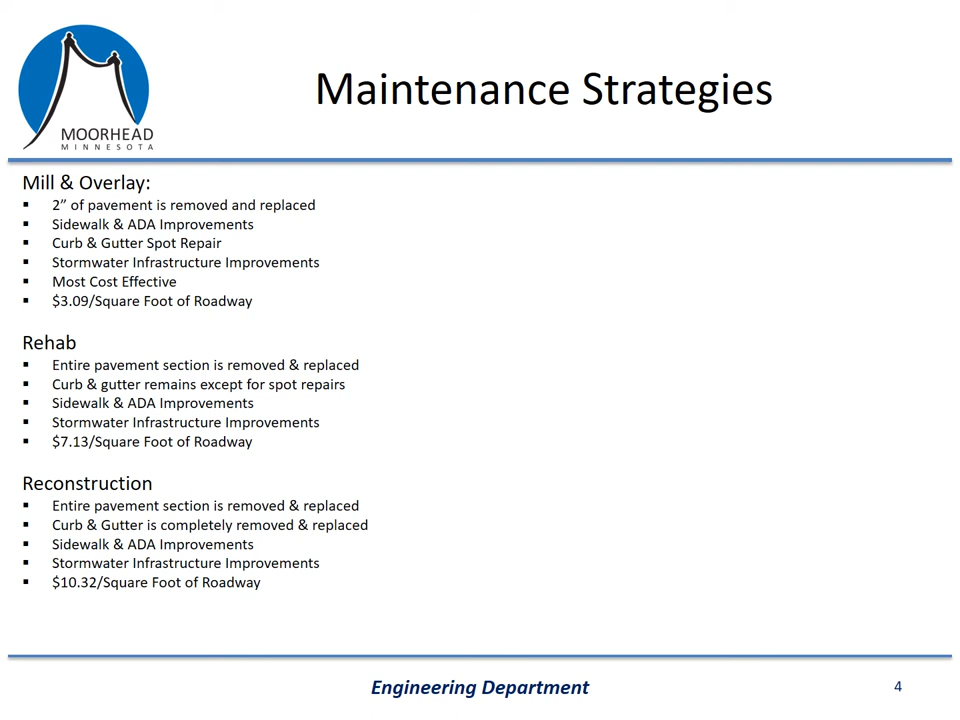 MOORHEAD
MINNESOTA
Maintenance Strategies
Mill & Overlay:
▪ 2” of pavement is removed and replaced
▪ Sidewalk & ADA Improvements
▪ Curb & Gutter Spot Repair
▪ Stormwater Infrastructure Improvements
▪ Most Cost Effective
▪ $3.09/Square Foot of Roadway
Rehab
▪ Entire pavement section is removed & replaced
▪ Curb & gutter remains except for spot repairs
▪ Sidewalk & ADA Improvements
▪ Stormwater Infrastructure Improvements
▪ $7.13/Square Foot of Roadway
Reconstruction
▪ Entire pavement section is removed & replaced
▪ Curb & Gutter is completely removed & replaced
▪ Sidewalk & ADA Improvements
▪ Stormwater Infrastructure Improvements
▪ $10.32/Square Foot of Roadway
Engineering Department
4